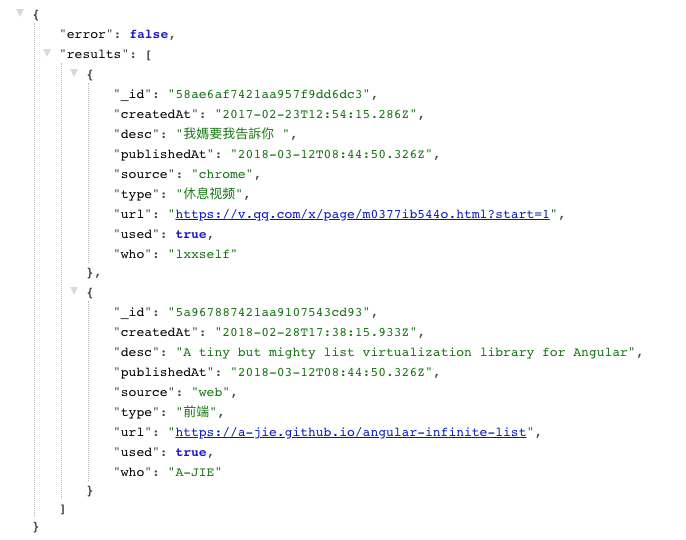 {
"error": false,
"results": [
{
"_id": "58ae6af7421aa957f9dd6dc3",
"createdAt": "2017-02-23T12:54:15.286Z",
"desc": "我媽要我告訴你 ",
"publishedAt": "2018-03-12T08:44:50.326Z",
"source": "chrome",
"type": "休息视频",
"url": "https://v.qq.com/x/page/m0377ib544o.html?start=1",
"used": true,
"who": "lxxself"
},
{
"_id": "5a967887421aa9107543cd93",
"createdAt": "2018-02-28T17:38:15.933Z",
"desc": "A tiny but mighty list virtualization library for Angular",
"publishedAt": "2018-03-12T08:44:50.326Z",
"source": "web",
"type": "前端",
"url": "https://a-jie.github.io/angular-infinite-list",
"used": true,
"who": "A-JIE"
}
]
}